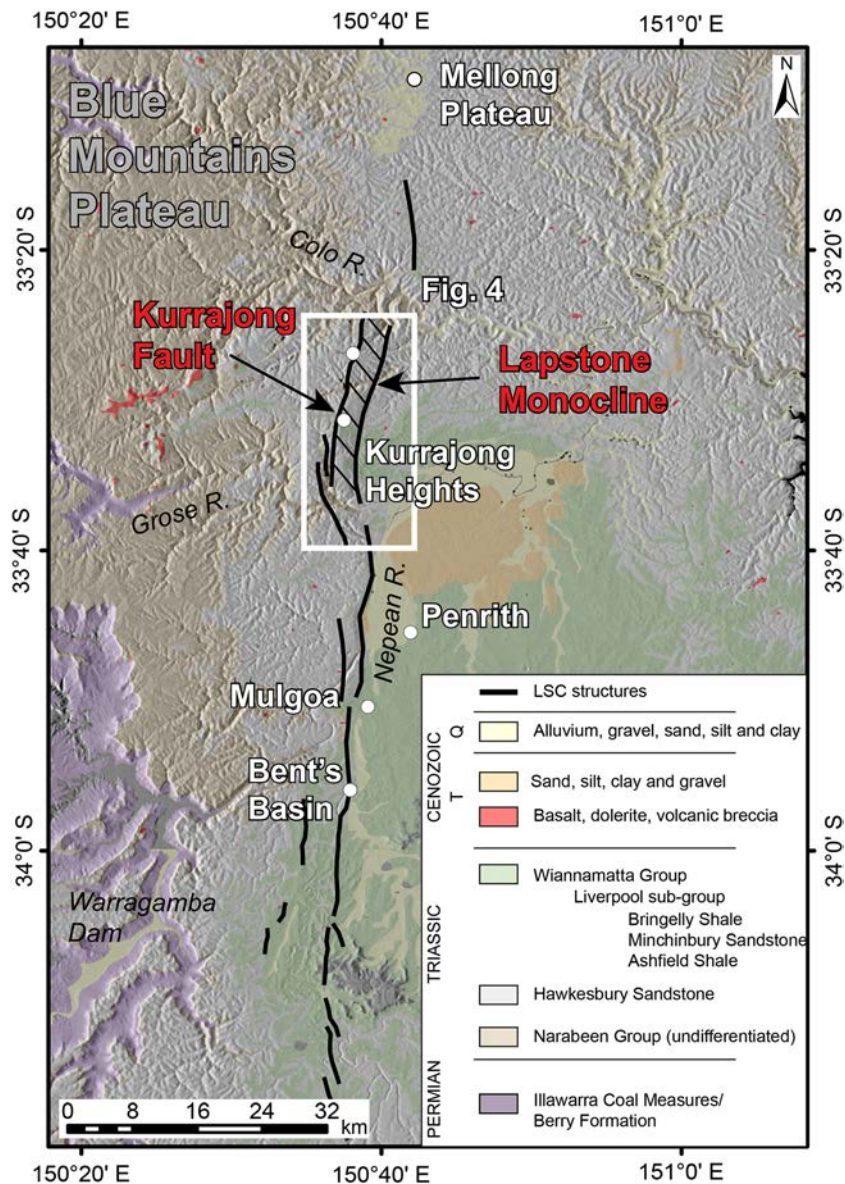 150°20' E
150°40' E
151°0' E
N
Mellong
Plateau
Blue
Mountains
Plateau
33°20' S
33°20' S
Colo R.
Fig. 4
Kurrajong
Fault
Lapstone
Monocline
Kurrajong
Heights
Grose R.
33°40' S
33°40' S
Nepean R.
Penrith
Mulgoa
Bent's
Basin
34°0' S
34°0' S
Warragamba
Dam
LSC structures
CENOZOIC
Q
Alluvium, gravel, sand, silt and clay
T
Sand, silt, clay and gravel
Basalt, dolerite, volcanic breccia
TRIASSIC
Wiannamatta Group
Liverpool sub-group
Bringelly Shale
Minchinbury Sandstone
Ashfield Shale
Hawkesbury Sandstone
Narabeen Group (undifferentiated)
PERMIAN
Illawarra Coal Measures/
Berry Formation
0 8 16 24 32
km
150°20' E
150°40' E
151°0' E